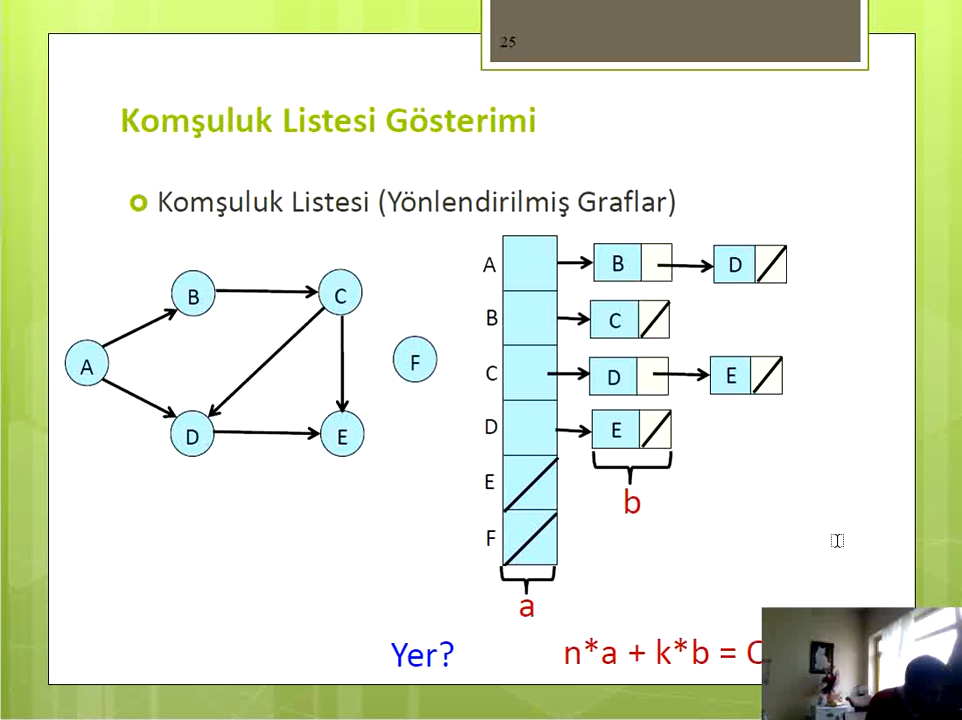 25
Komşuluk Listesi Gösterimi
Komşuluk Listesi (Yönlendirilmiş Graflar)
A B D
B C
C D E
D E
E
F
B C
A F
D E
b
a
Yer? n*a + k*b =